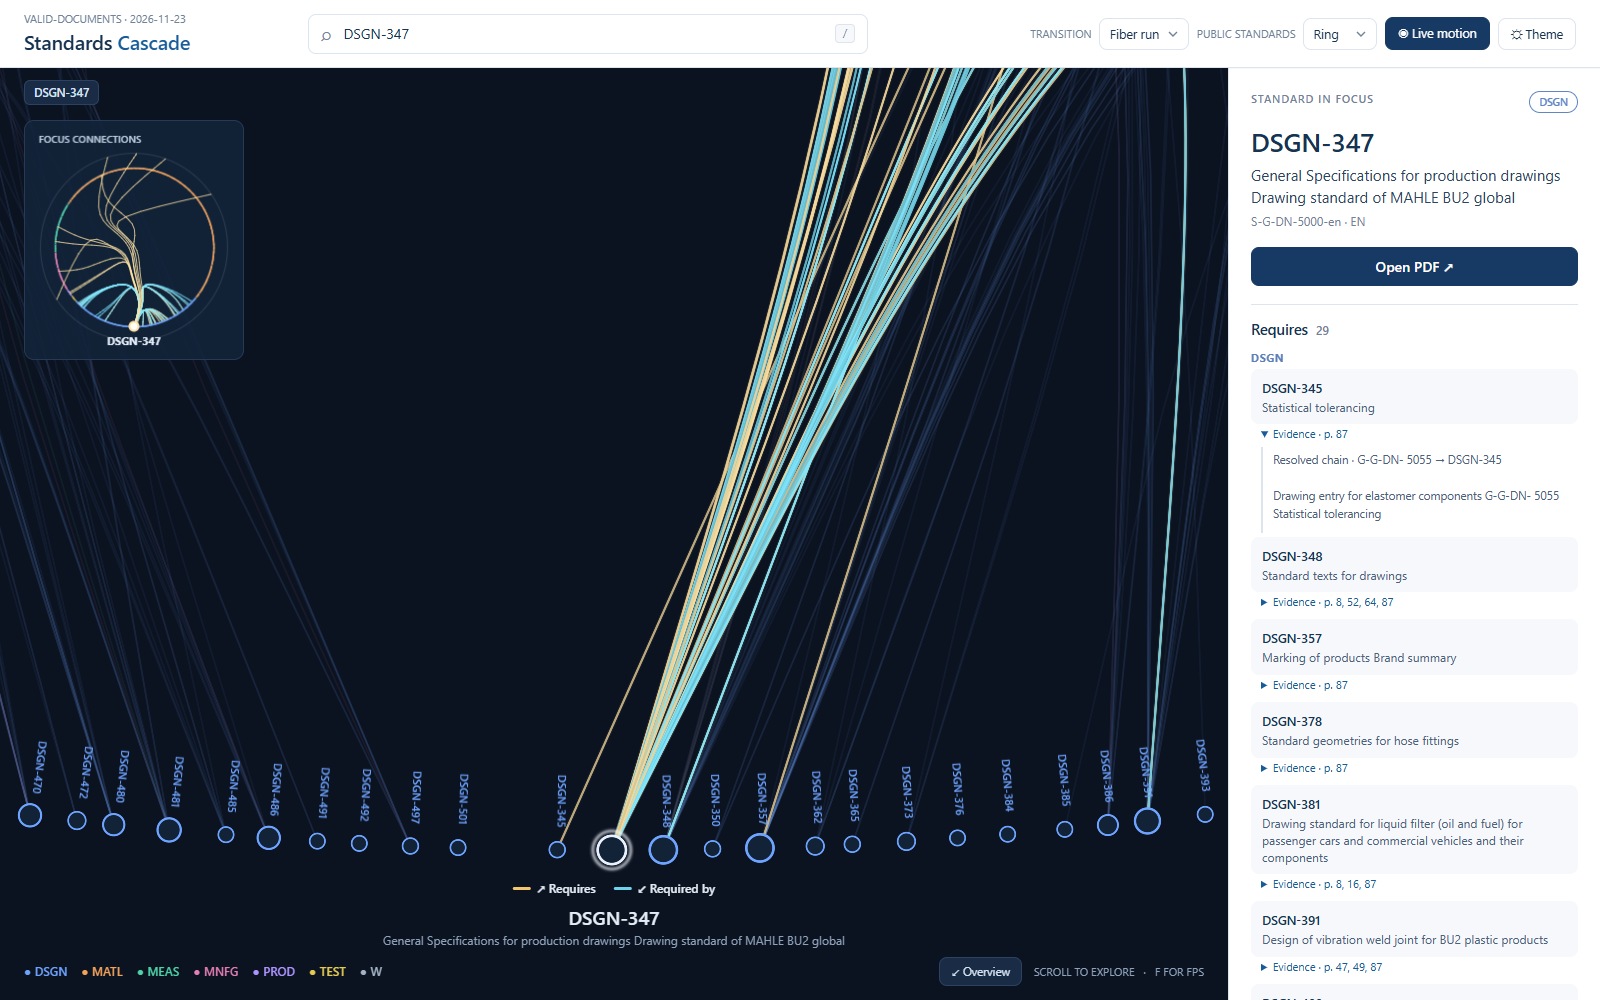 VALID-DOCUMENTS · 2026-11-23
Standards Cascade
DSGN-347
/
TRANSITION
Fiber run
PUBLIC STANDARDS
Ring
Live motion
Theme
DSGN-347
FOCUS CONNECTIONS
DSGN-347
DSGN-470
DSGN-472
DSGN-480
DSGN-481
DSGN-485
DSGN-486
DSGN-491
DSGN-492
DSGN-497
DSGN-501
DSGN-345
DSGN-348
DSGN-350
DSGN-357
DSGN-362
DSGN-365
DSGN-373
DSGN-376
DSGN-384
DSGN-385
DSGN-386
DSGN-393
↗ Requires
↙ Required by
DSGN-347
General Specifications for production drawings Drawing standard of MAHLE BU2 global
DSGN
MATL
MEAS
MNFG
PROD
TEST
W
↙ Overview
SCROLL TO EXPLORE · F FOR FPS
STANDARD IN FOCUS
DSGN
DSGN-347
General Specifications for production drawings
Drawing standard of MAHLE BU2 global
S-G-DN-5000-en · EN
Open PDF ↗
Requires 29
DSGN
DSGN-345
Statistical tolerancing
▼ Evidence · p. 87
Resolved chain · G-G-DN- 5055 → DSGN-345
Drawing entry for elastomer components G-G-DN- 5055
Statistical tolerancing
DSGN-348
Standard texts for drawings
▶ Evidence · p. 8, 52, 64, 87
DSGN-357
Marking of products Brand summary
▶ Evidence · p. 87
DSGN-378
Standard geometries for hose fittings
▶ Evidence · p. 87
DSGN-381
Drawing standard for liquid filter (oil and fuel) for
passenger cars and commercial vehicles and their
components
▶ Evidence · p. 8, 16, 87
DSGN-391
Design of vibration weld joint for BU2 plastic products
▶ Evidence · p. 47, 49, 87